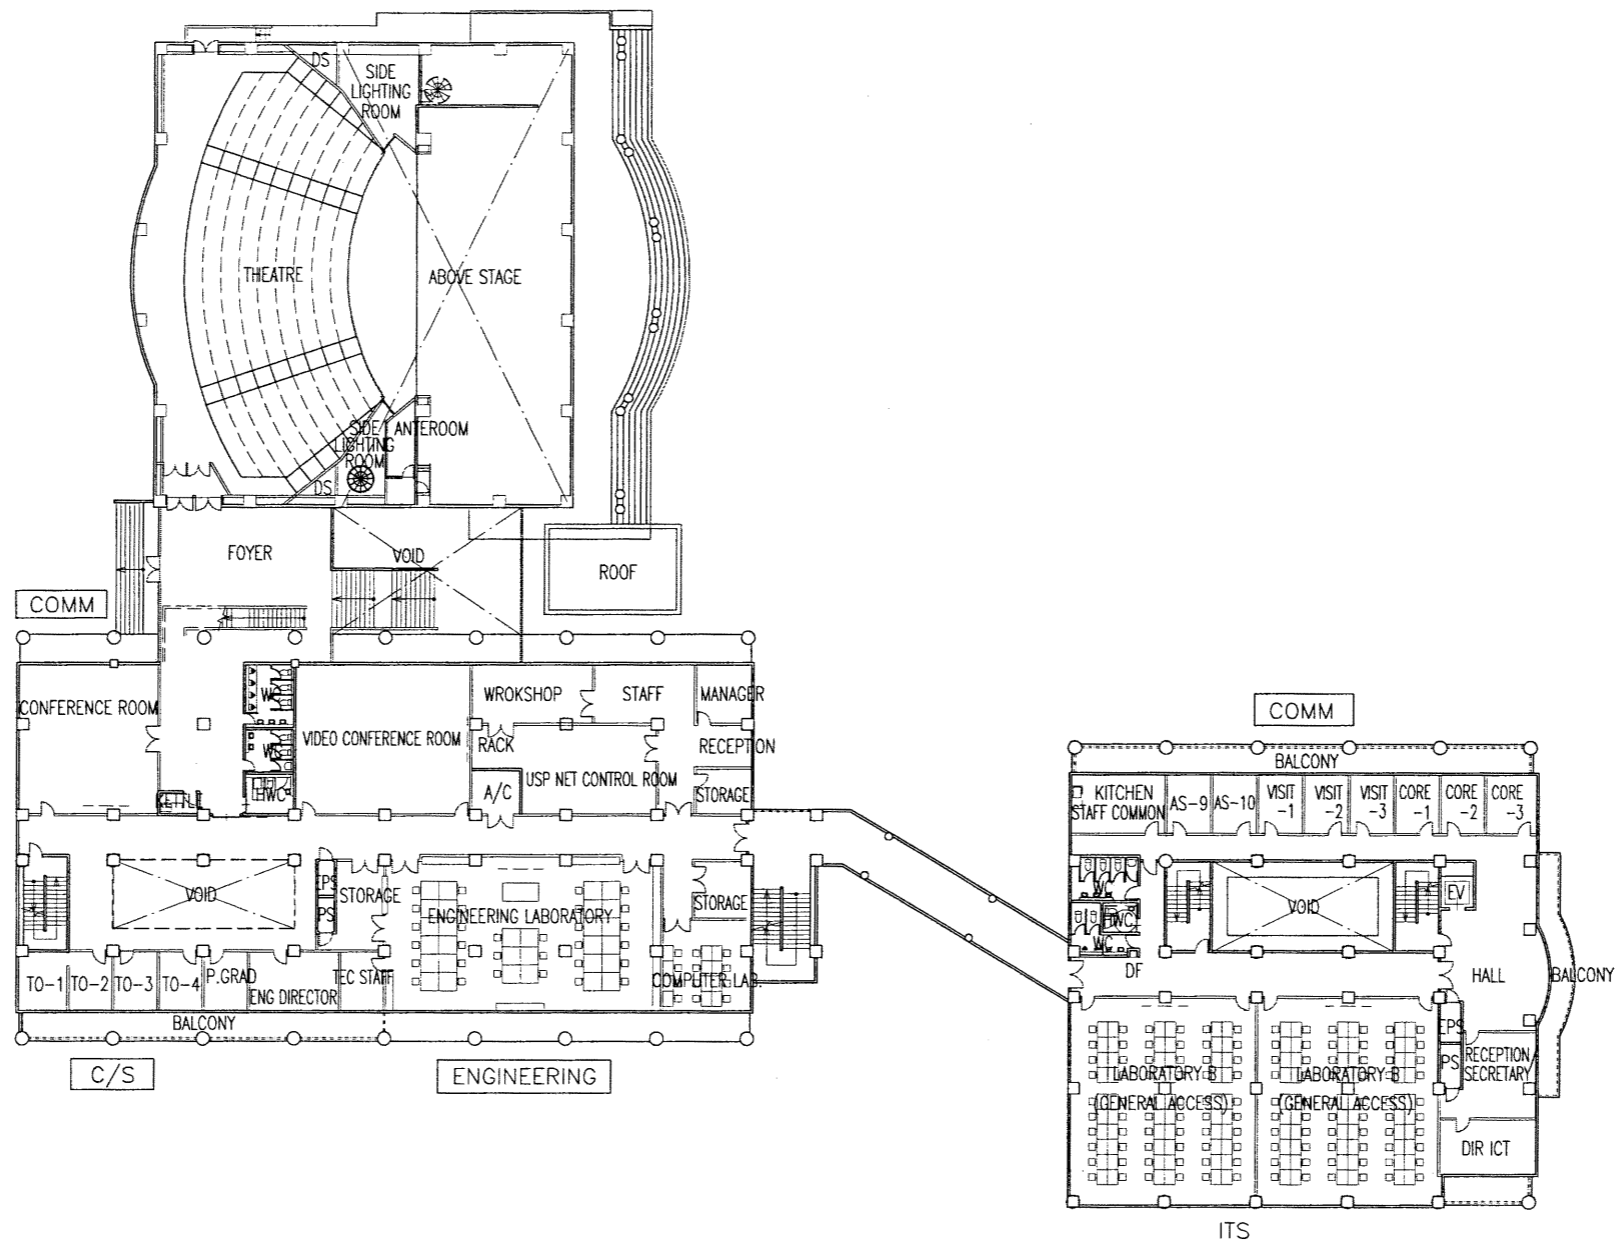 DS
SIDE
LIGHTING
ROOM
THEATRE
ABOVE STAGE
SIDE
LIGHTING
ROOM
ANTEROOM
DS
FOYER
VOID
ROOF
COMM
CONFERENCE ROOM
WC
WC
HWC
KETTLE
VIDEO CONFERENCE ROOM
WROKSHOP
STAFF
MANAGER
RACK
RECEPTION
A/C
USP NET CONTROL ROOM
STORAGE
VOID
EPS
PS
STORAGE
ENGINEERING LABORATORY
STORAGE
TO-1
TO-2
TO-3
TO-4
P.GRAD
ENG DIRECTOR
TEC STAFF
COMPUTER LAB.
BALCONY
C/S
ENGINEERING
COMM
BALCONY
KITCHEN
STAFF COMMON
AS-9
AS-10
VISIT
-1
VISIT
-2
VISIT
-3
CORE
-1
CORE
-2
CORE
-3
WC
HWC
WC
DF
VOID
EV
HALL
BALCONY
EPS
PS
RECEPTION/
SECRETARY
LABORATORY B
(GENERAL ACCESS)
LABORATORY B
(GENERAL ACCESS)
DIR ICT
ITS